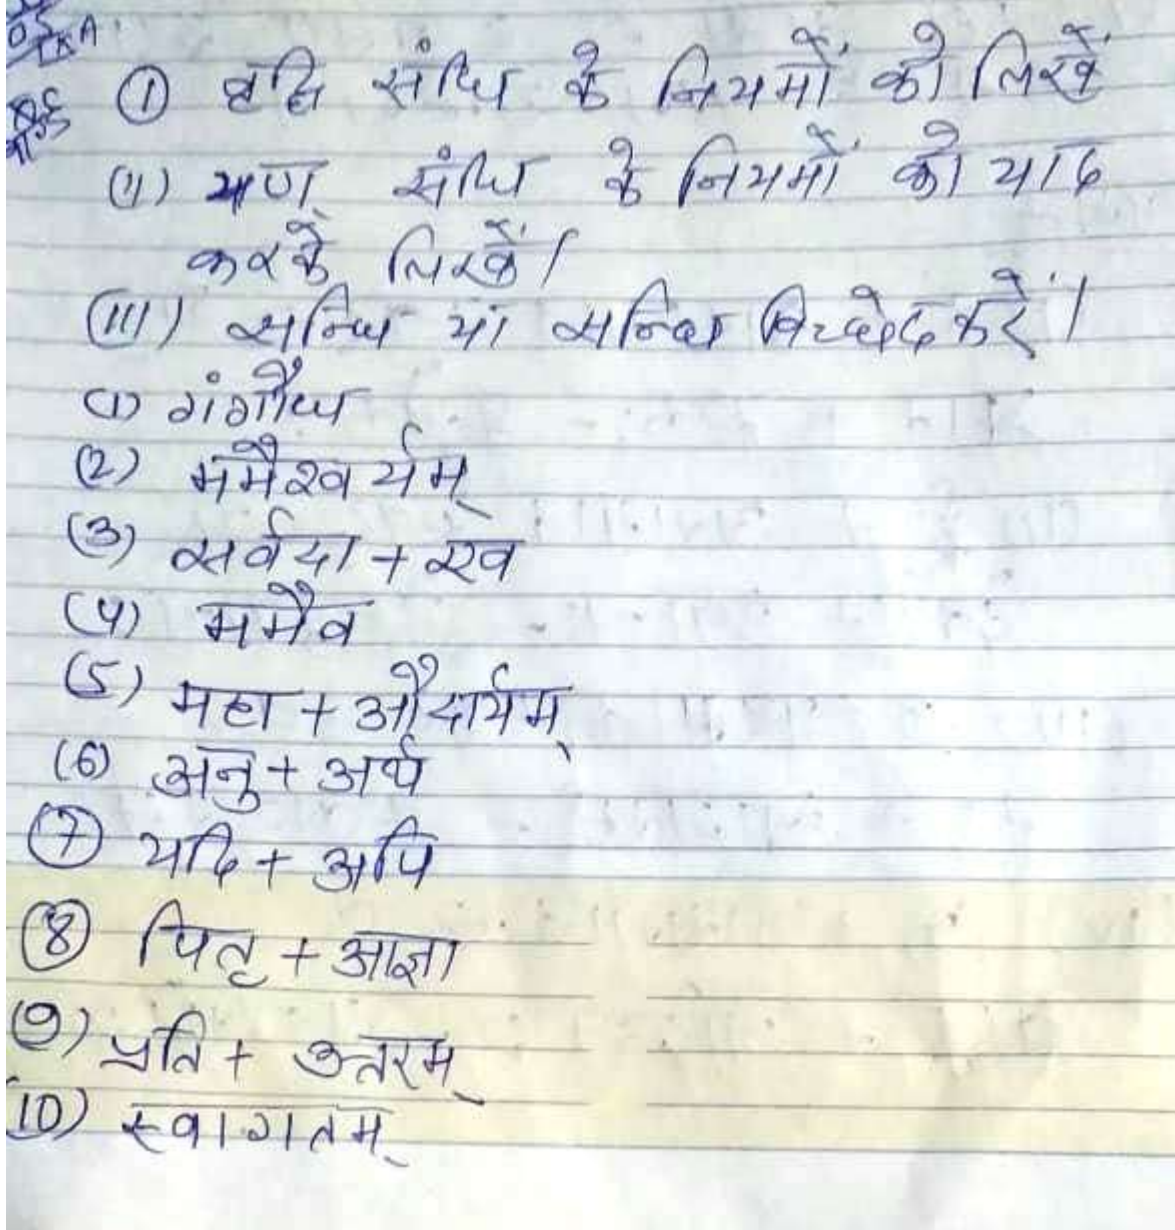 ① वृद्धि संधि के नियमों को लिखें
(ii) यण् संधि के नियमों को याद
करके लिखें।
(iii) सन्धि या सन्धि विच्छेद करें।
(1) गंगौघ
(2) ममैश्वर्यम्
(3) सर्वदा + एव
(4) ममैव
(5) महा + औदार्यम्
(6) अनु + अर्थ
⑦ यदि + अपि
⑧ पितृ + आज्ञा
(9) प्रति + उत्तरम्
(10) स्वागतम्